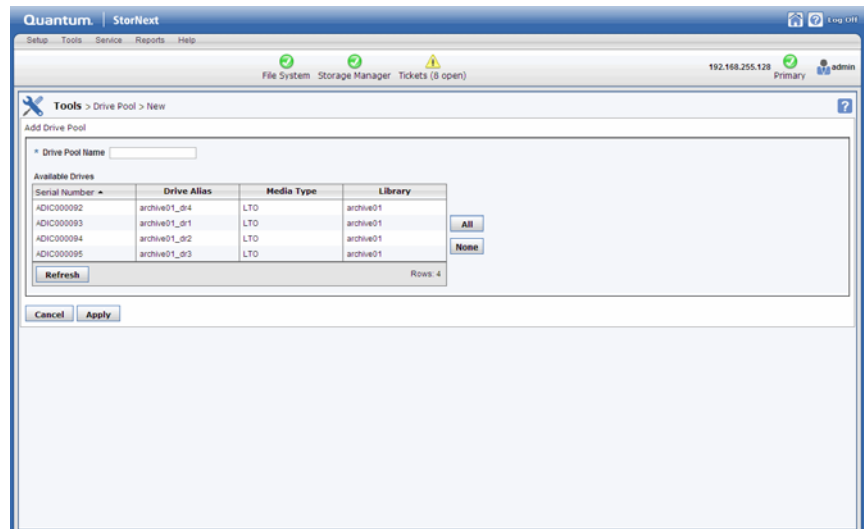 Quantum. StorNext Log Off
Setup Tools Service Reports Help
File System Storage Manager Tickets (8 open) 192.168.255.128 Primary admin
Tools > Drive Pool > New ?
Add Drive Pool
* Drive Pool Name
Available Drives
Serial Number Drive Alias Media Type Library
ADIC000092 archive01_dr4 LTO archive01
ADIC000093 archive01_dr1 LTO archive01
ADIC000094 archive01_dr2 LTO archive01
ADIC000095 archive01_dr3 LTO archive01
All
None
Refresh Rows: 4
Cancel Apply